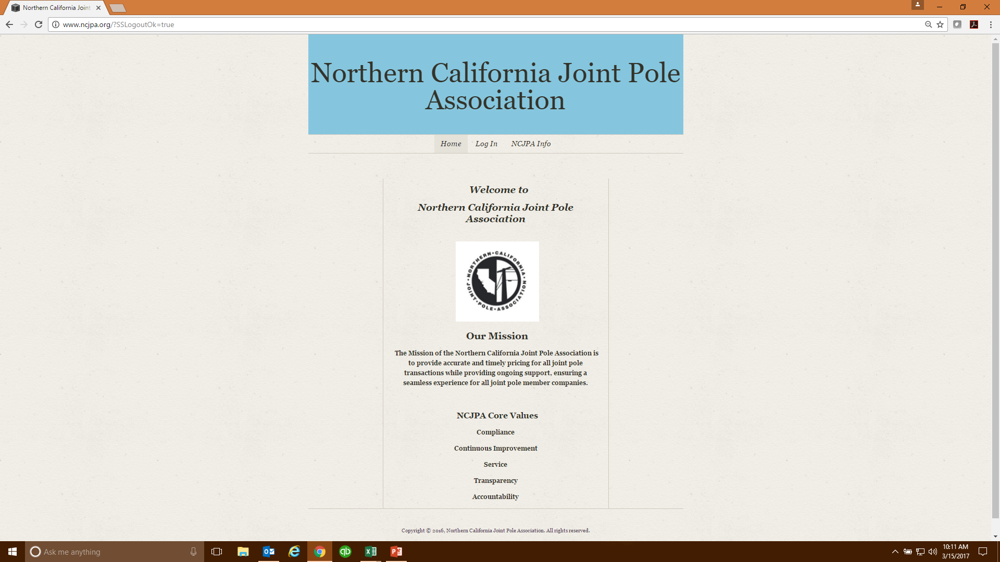 Northern California Joint
www.ncjpa.org/?SSLogoutOk=true
Northern California Joint Pole
Association
Home Log In NCJPA Info
Welcome to
Northern California Joint Pole
Association
NORTHERN • CALIFORNIA • JOINT • POLE • ASSOCIATION •
Our Mission
The Mission of the Northern California Joint Pole Association is
to provide accurate and timely pricing for all joint pole
transactions while providing ongoing support, ensuring a
seamless experience for all joint pole member companies.
NCJPA Core Values
Compliance
Continuous Improvement
Service
Transparency
Accountability
Copyright © 2016, Northern California Joint Pole Association. All rights reserved.
Ask me anything
10:11 AM
3/15/2017